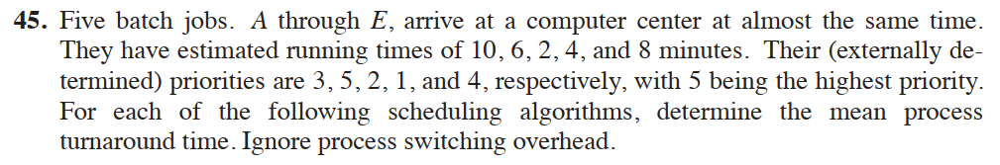 45. Five batch jobs. A through E, arrive at a computer center at almost the same time.
They have estimated running times of 10, 6, 2, 4, and 8 minutes. Their (externally de-
termined) priorities are 3, 5, 2, 1, and 4, respectively, with 5 being the highest priority.
For each of the following scheduling algorithms, determine the mean process
turnaround time. Ignore process switching overhead.